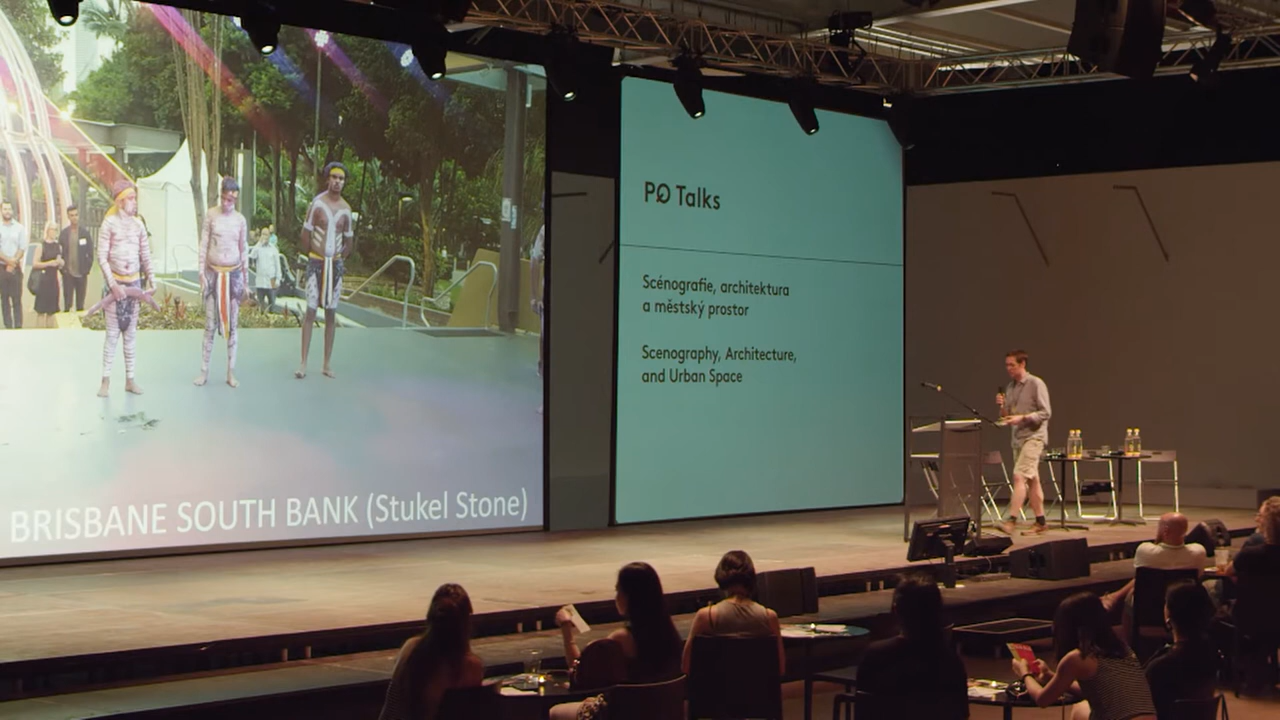 PQ Talks
Scénografie, architektura
a městský prostor
Scenography, Architecture,
and Urban Space
BRISBANE SOUTH BANK (Stukel Stone)